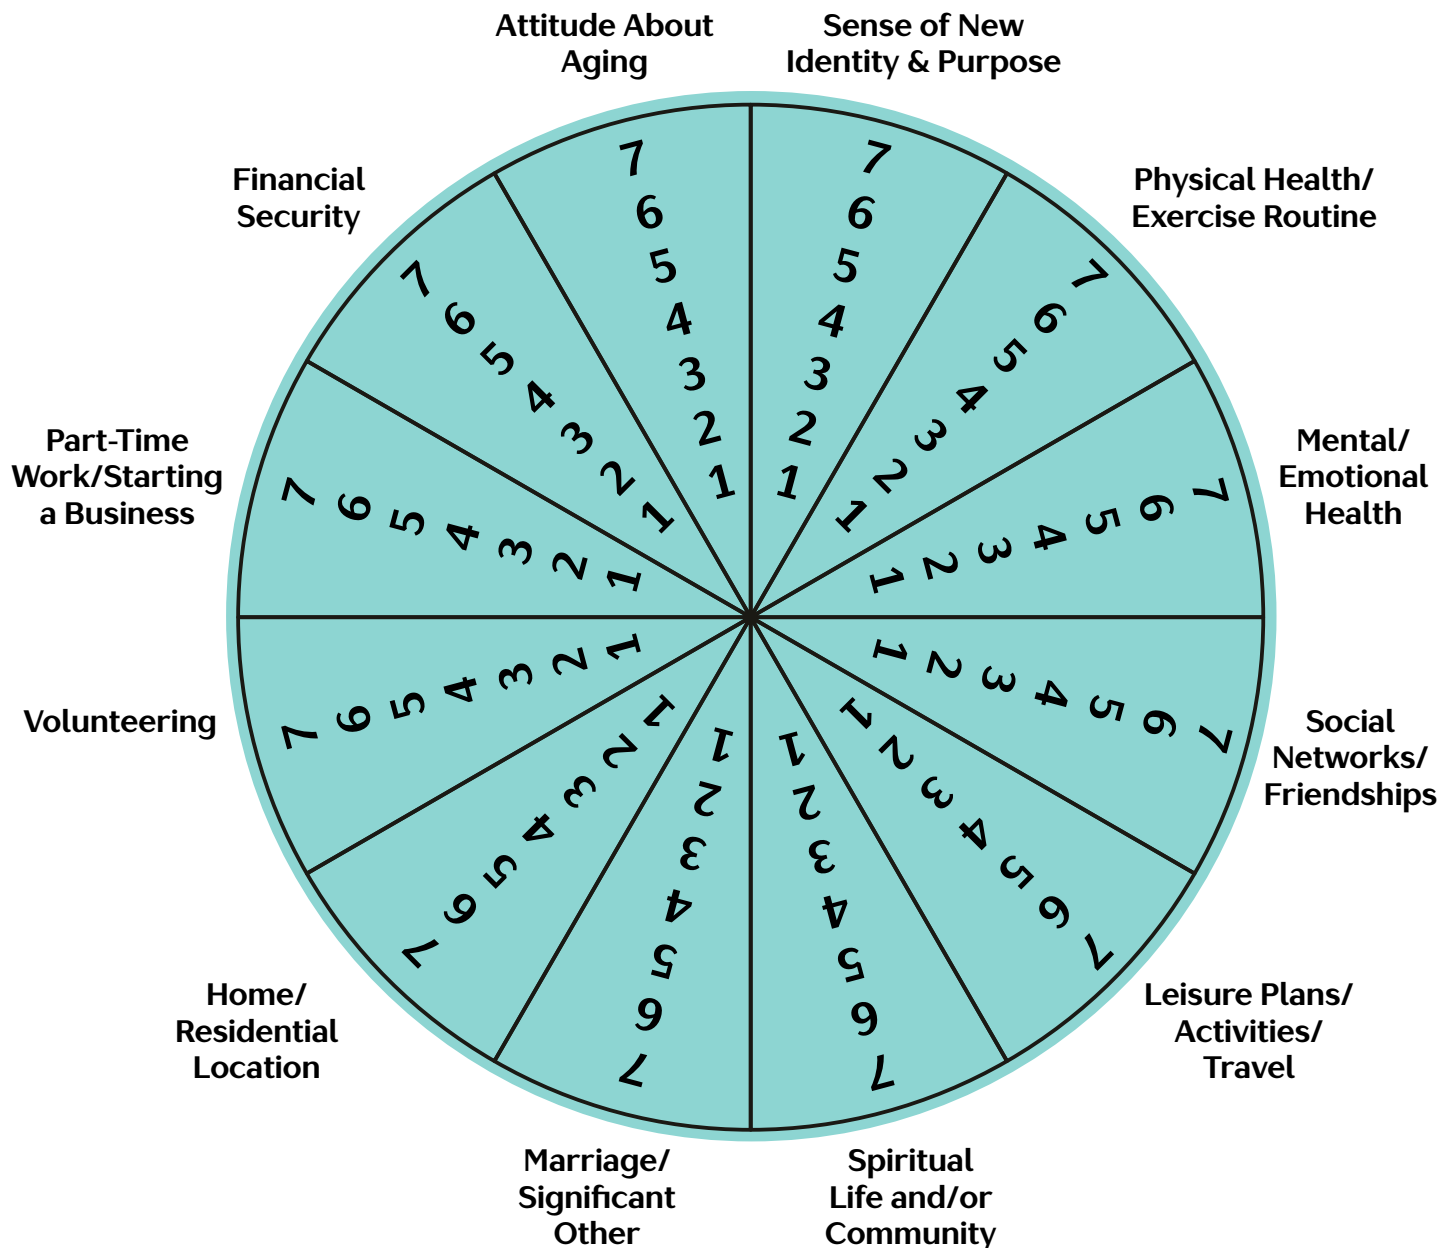 Attitude About
Aging
Sense of New
Identity & Purpose
Physical Health/
Exercise Routine
Mental/
Emotional
Health
Social
Networks/
Friendships
Leisure Plans/
Activities/
Travel
Spiritual
Life and/or
Community
Marriage/
Significant
Other
Home/
Residential
Location
Volunteering
Part-Time
Work/Starting
a Business
Financial
Security
7 6 5 4 3 2 1
7 6 5 4 3 2 1
7 6 5 4 3 2 1
7 6 5 4 3 2 1
7 6 5 4 3 2 1
7 6 5 4 3 2 1
7 6 5 4 3 2 1
7 6 5 4 3 2 1
7 6 5 4 3 2 1
7 6 5 4 3 2 1
7 6 5 4 3 2 1
7 6 5 4 3 2 1